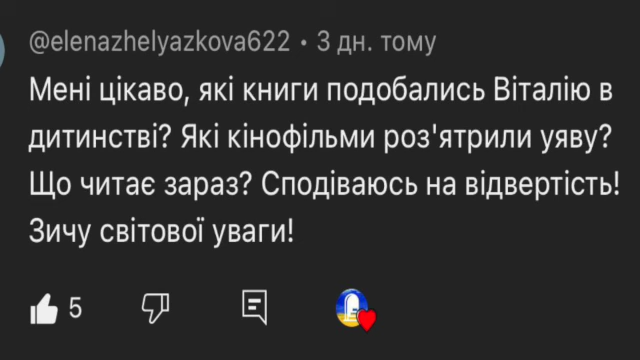 @elenazhelyazkova622 • 3 дн. тому
Мені цікаво, які книги подобались Віталію в
дитинстві? Які кінофільми роз'ятрили уяву?
Що читає зараз? Сподіваюсь на відвертість!
Зичу світової уваги!
5